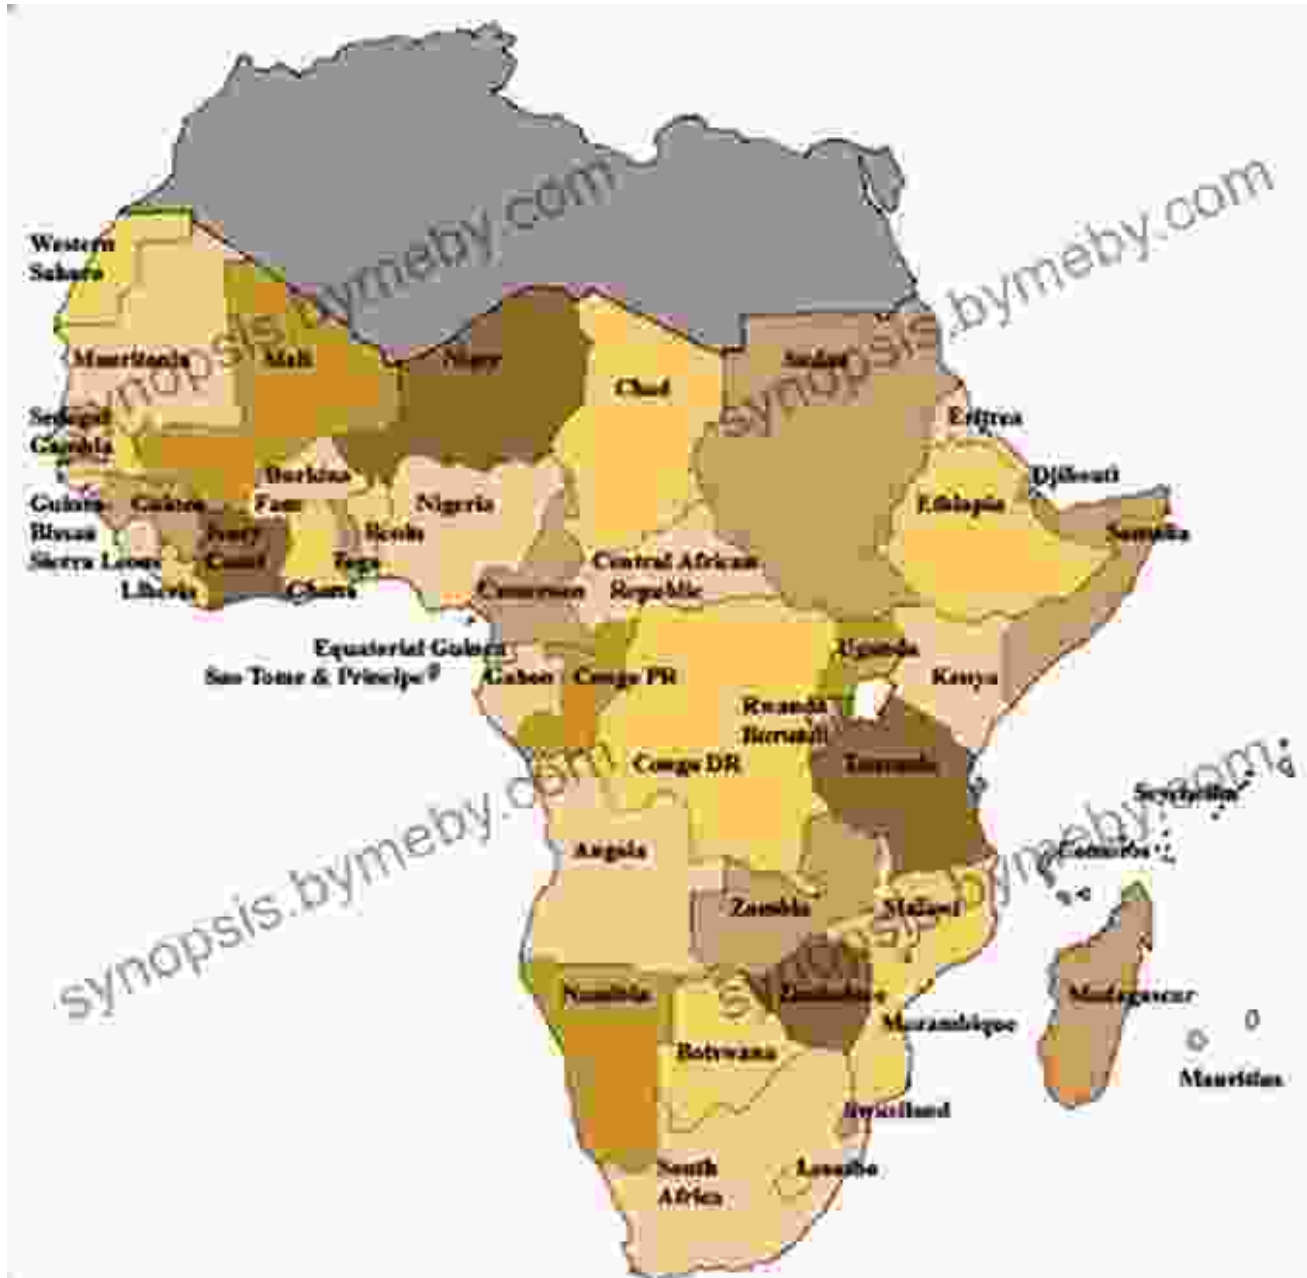 synopsis.bymeby.com
synopsis.bymeby.com
Western
Sahara
Mauritania
Mali
Niger
Chad
Sudan
Senegal
Gambia
Eritrea
Djibouti
Burkina
Faso
Guinea-
Bissau
Guinea
Nigeria
Ethiopia
Ivory
Coast
Benin
Somalia
Sierra Leone
Togo
Central African
Republic
Liberia
Ghana
Cameroon
Equatorial Guinea
Uganda
Sao Tome & Principe
Gabon
Congo PR
Kenya
Rwanda
Burundi
Congo DR
Tanzania
Seychelles
synopsis.bymeby.com
synopsis.bymeby.com
Angola
Comoros
Zambia
Malawi
Namibia
Zimbabwe
Madagascar
Mozambique
Botswana
Mauritius
Swaziland
South
Africa
Lesotho